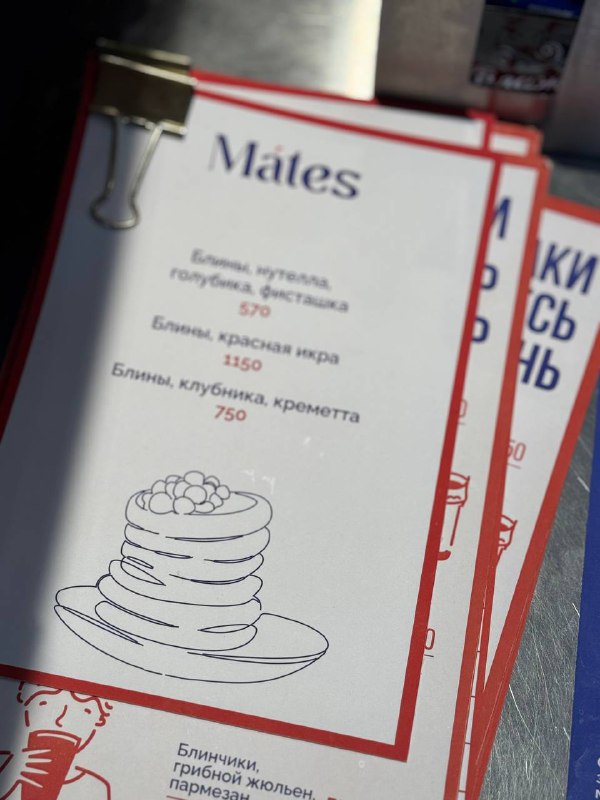 Mates
Блины, нутелла,
голубика, фисташка
570
Блины, красная икра
1150
Блины, клубника, креметта
750
Блинчики,
грибной жюльен,
пармезан